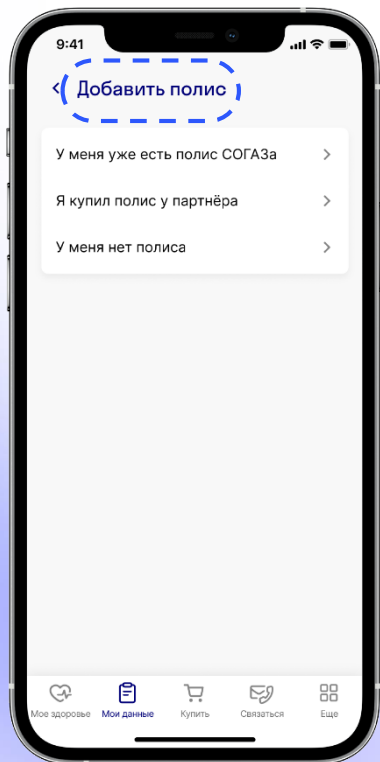 9:41
Добавить полис
У меня уже есть полис СОГАЗа
Я купил полис у партнёра
У меня нет полиса
Мое здоровье
Мои данные
Купить
Связаться
Еще